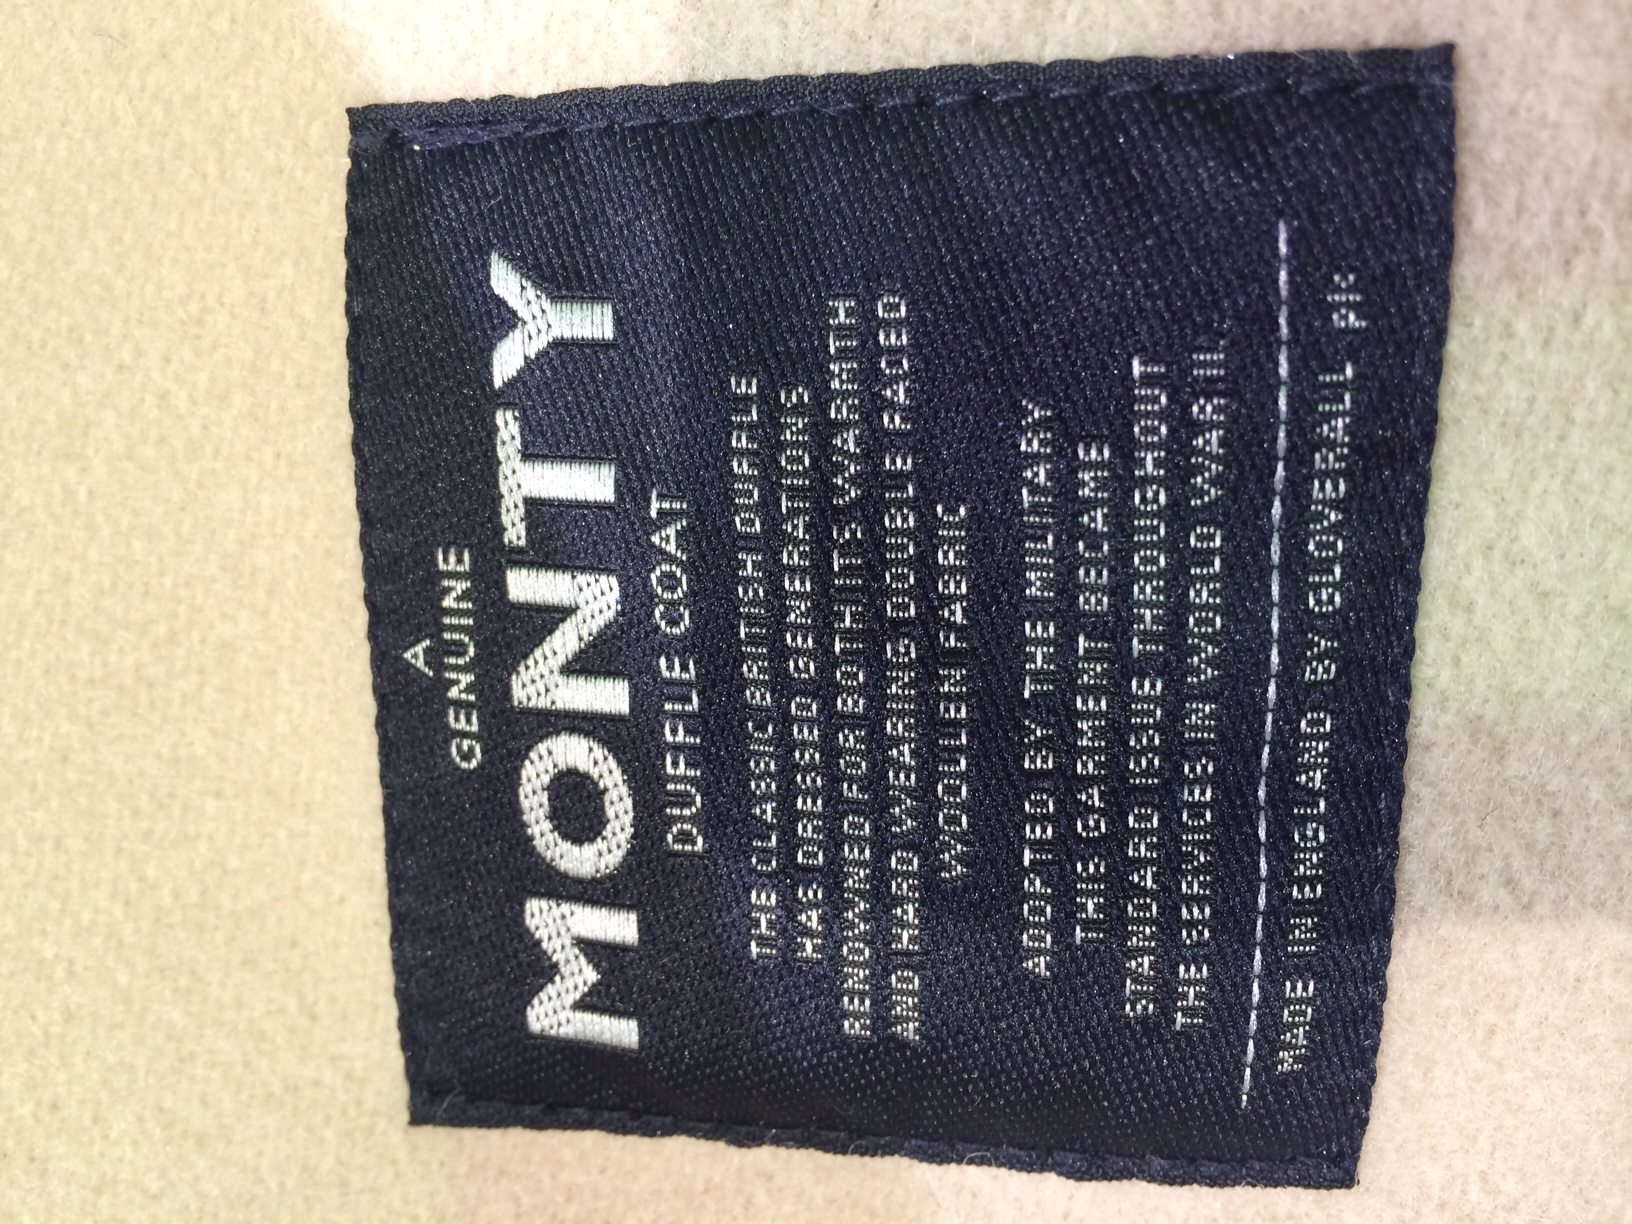 A
GENUINE
MONTY
DUFFLE COAT
THE CLASSIC BRITISH DUFFLE
HAS DRESSED GENERATIONS
RENOWNED FOR BOTH ITS WARMTH
AND HARD WEARING DOUBLE FACED
WOOLLEN FABRIC
ADOPTED BY THE MILITARY
THIS GARMENT BECAME
STANDARD ISSUE THROUGHOUT
THE SERVICES IN WORLD WAR II.
MADE IN ENGLAND BY GLOVERALL plc